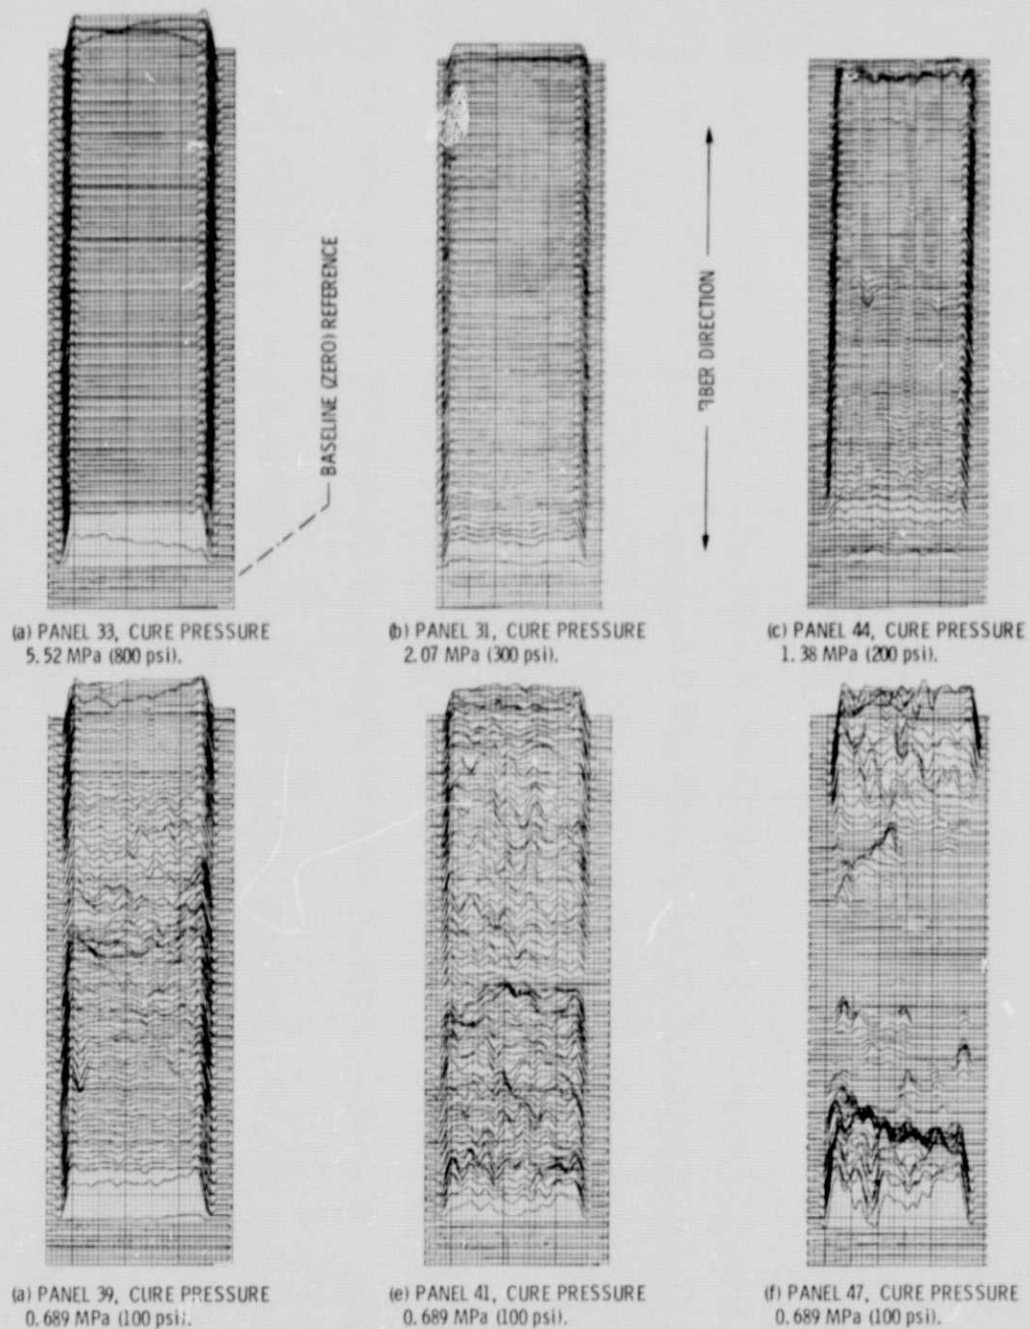 BASELINE (ZERO) REFERENCE
FIBER DIRECTION
(a) PANEL 33, CURE PRESSURE
5.52 MPa (800 psi).
(b) PANEL 31, CURE PRESSURE
2.07 MPa (300 psi).
(c) PANEL 44, CURE PRESSURE
1.38 MPa (200 psi).
(a) PANEL 39, CURE PRESSURE
0.689 MPa (100 psi).
(e) PANEL 41, CURE PRESSURE
0.689 MPa (100 psi).
(f) PANEL 47, CURE PRESSURE
0.689 MPa (100 psi).